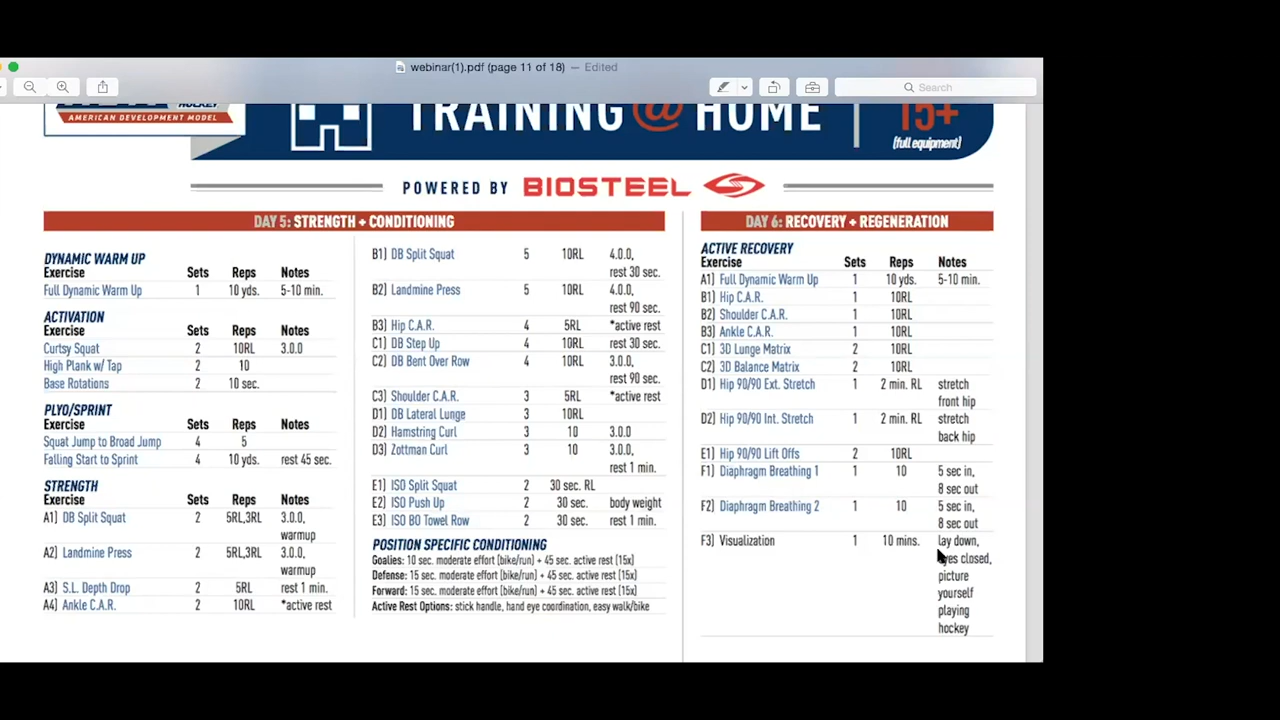 webinar(1).pdf (page 11 of 18) — Edited
Search
HOCKEY
AMERICAN DEVELOPMENT MODEL
TRAINING @ HOME
15+
(full equipment)
POWERED BY BIOSTEEL
DAY 5: STRENGTH + CONDITIONING
DYNAMIC WARM UP
Exercise Sets Reps Notes
Full Dynamic Warm Up 1 10 yds. 5-10 min.
ACTIVATION
Exercise Sets Reps Notes
Curtsy Squat 2 10RL 3.0.0
High Plank w/ Tap 2 10
Base Rotations 2 10 sec.
PLYO/SPRINT
Exercise Sets Reps Notes
Squat Jump to Broad Jump 4 5
Falling Start to Sprint 4 10 yds. rest 45 sec.
STRENGTH
Exercise Sets Reps Notes
A1) DB Split Squat 2 5RL,3RL 3.0.0,
warmup
A2) Landmine Press 2 5RL,3RL 3.0.0,
warmup
A3) S.L. Depth Drop 2 5RL rest 1 min.
A4) Ankle C.A.R. 2 10RL *active rest
B1) DB Split Squat 5 10RL 4.0.0,
rest 30 sec.
B2) Landmine Press 5 10RL 4.0.0,
rest 90 sec.
B3) Hip C.A.R. 4 5RL *active rest
C1) DB Step Up 4 10RL rest 30 sec.
C2) DB Bent Over Row 4 10RL 3.0.0,
rest 90 sec.
C3) Shoulder C.A.R. 3 5RL *active rest
D1) DB Lateral Lunge 3 10RL
D2) Hamstring Curl 3 10 3.0.0
D3) Zottman Curl 3 10 3.0.0,
rest 1 min.
E1) ISO Split Squat 2 30 sec. RL
E2) ISO Push Up 2 30 sec. body weight
E3) ISO BO Towel Row 2 30 sec. rest 1 min.
POSITION SPECIFIC CONDITIONING
Goalies: 10 sec. moderate effort (bike/run) + 45 sec. active rest (15x)
Defense: 15 sec. moderate effort (bike/run) + 45 sec. active rest (15x)
Forward: 15 sec. moderate effort (bike/run) + 45 sec. active rest (15x)
Active Rest Options: stick handle, hand eye coordination, easy walk/bike
DAY 6: RECOVERY + REGENERATION
ACTIVE RECOVERY
Exercise Sets Reps Notes
A1) Full Dynamic Warm Up 1 10 yds. 5-10 min.
B1) Hip C.A.R. 1 10RL
B2) Shoulder C.A.R. 1 10RL
B3) Ankle C.A.R. 1 10RL
C1) 3D Lunge Matrix 2 10RL
C2) 3D Balance Matrix 2 10RL
D1) Hip 90/90 Ext. Stretch 1 2 min. RL stretch
front hip
D2) Hip 90/90 Int. Stretch 1 2 min. RL stretch
back hip
E1) Hip 90/90 Lift Offs 2 10RL
F1) Diaphragm Breathing 1 1 10 5 sec in,
8 sec out
F2) Diaphragm Breathing 2 1 10 5 sec in,
8 sec out
F3) Visualization 1 10 mins. lay down,
eyes closed,
picture
yourself
playing
hockey